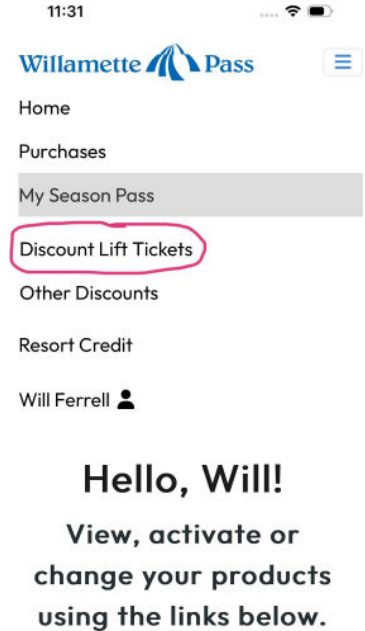 11:31
Willamette Pass
Home
Purchases
My Season Pass
Discount Lift Tickets
Other Discounts
Resort Credit
Will Ferrell
Hello, Will!
View, activate or
change your products
using the links below.